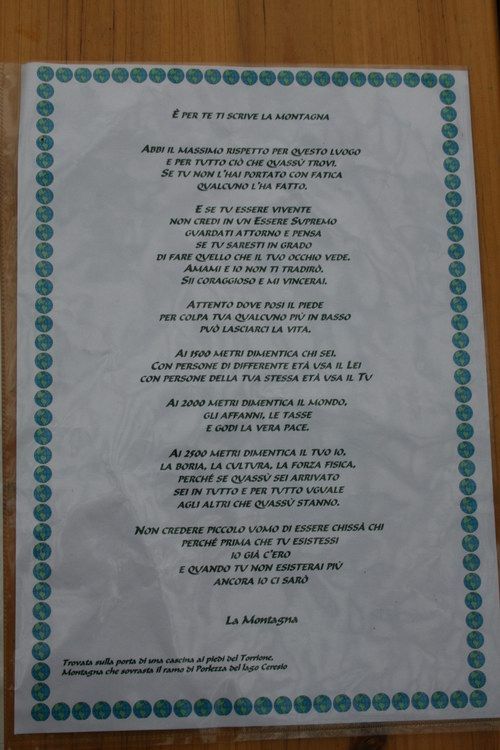 È PER TE TI SCRIVE LA MONTAGNA
ABBI IL MASSIMO RISPETTO PER QUESTO LUOGO
E PER TUTTO CIÒ CHE QUASSÙ TROVI.
SE TU NON L'HAI PORTATO CON FATICA
QUALCUNO L'HA FATTO.
E SE TU ESSERE VIVENTE
NON CREDI IN UN ESSERE SUPREMO
GUARDATI ATTORNO E PENSA
SE TU SARESTI IN GRADO
DI FARE QUELLO CHE IL TUO OCCHIO VEDE.
AMAMI E IO NON TI TRADIRÒ.
SII CORAGGIOSO E MI VINCERAI.
ATTENTO DOVE POSI IL PIEDE
PER COLPA TUA QUALCUNO PIÙ IN BASSO
PUÒ LASCIARCI LA VITA.
AI 1500 METRI DIMENTICA CHI SEI.
CON PERSONE DI DIFFERENTE ETÀ USA IL LEI
CON PERSONE DELLA TUA STESSA ETÀ USA IL TU
AI 2000 METRI DIMENTICA IL MONDO,
GLI AFFANNI, LE TASSE
E GODI LA VERA PACE.
AI 2500 METRI DIMENTICA IL TUO IO,
LA BORIA, LA CULTURA, LA FORZA FISICA,
PERCHÉ SE QUASSÙ SEI ARRIVATO
SEI IN TUTTO E PER TUTTO UGUALE
AGLI ALTRI CHE QUASSÙ STANNO.
NON CREDERE PICCOLO UOMO DI ESSERE CHISSÀ CHI
PERCHÉ PRIMA CHE TU ESISTESSI
IO GIÀ C'ERO
E QUANDO TU NON ESISTERAI PIÙ
ANCORA IO CI SARÒ
La Montagna
Trovata sulla porta di una cascina ai piedi del Torrione,
Montagna che sovrasta il ramo di Porlezza del lago Ceresio